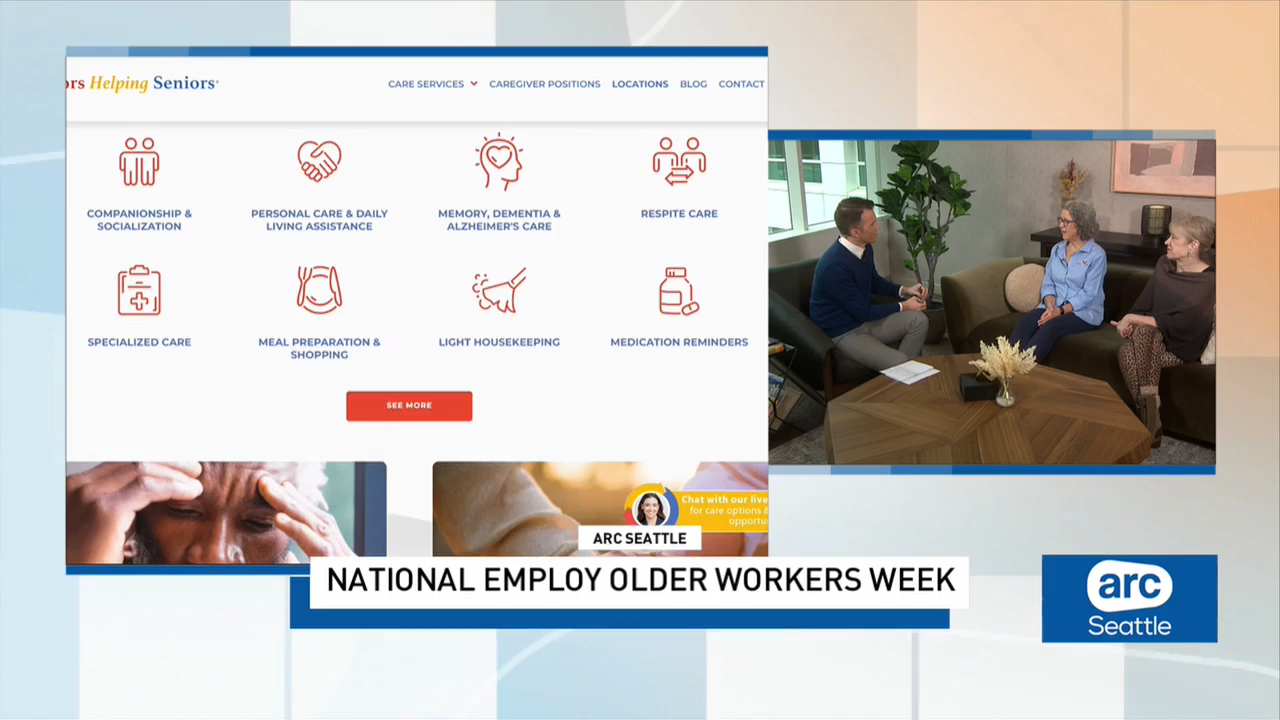 ors Helping Seniors
CARE SERVICES CAREGIVER POSITIONS LOCATIONS BLOG CONTACT
COMPANIONSHIP &
SOCIALIZATION
PERSONAL CARE & DAILY
LIVING ASSISTANCE
MEMORY, DEMENTIA &
ALZHEIMER'S CARE
RESPITE CARE
SPECIALIZED CARE
MEAL PREPARATION &
SHOPPING
LIGHT HOUSEKEEPING
MEDICATION REMINDERS
SEE MORE
Chat with our live
for care options &
opportu
ARC SEATTLE
NATIONAL EMPLOY OLDER WORKERS WEEK
arc
Seattle